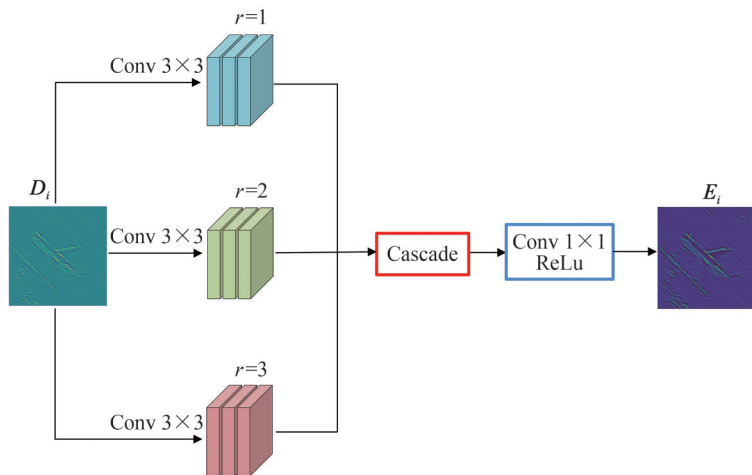 r=1
Conv 3×3
D_i
r=2
Conv 3×3
r=3
Conv 3×3
Cascade
Conv 1×1
ReLu
E_i